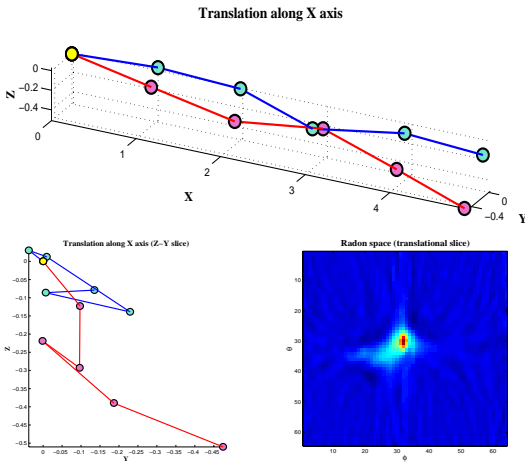 Translation along X axis
0
−0.2
−0.4
Z
0
1
2
3
4
X
0
−0.4
Y
Translation along X axis (Z−Y slice)
0
−0.05
−0.1
−0.15
−0.2
−0.25
−0.3
−0.35
−0.4
−0.45
−0.5
Z
0 −0.05 −0.1 −0.15 −0.2 −0.25 −0.3 −0.35 −0.4 −0.45
Y
Radon space (translational slice)
10
20
30
40
50
60
θ
10 20 30 40 50 60
ϕ